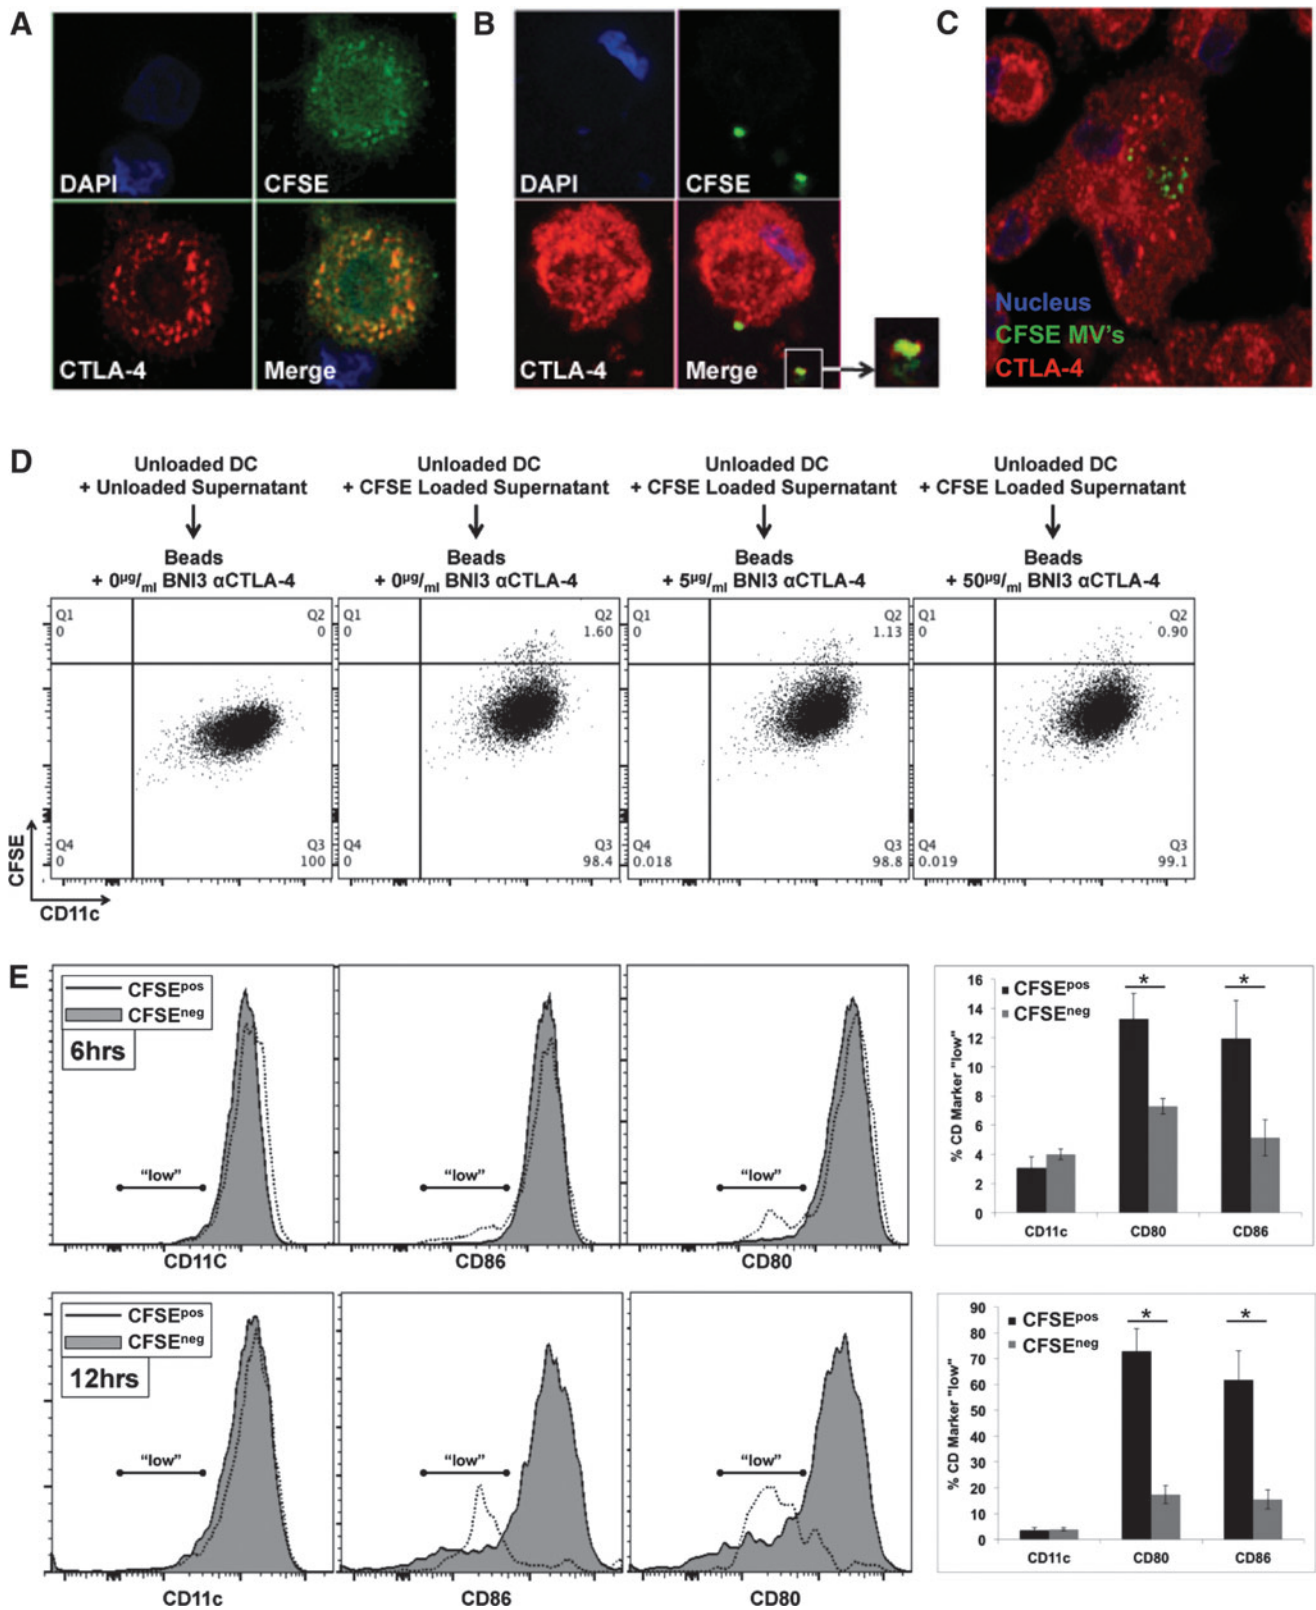 A
DAPI
CFSE
CTLA-4
Merge
B
DAPI
CFSE
CTLA-4
Merge
C
Nucleus
CFSE MV's
CTLA-4
D
Unloaded DC
+ Unloaded Supernatant
Beads
+ 0µg/ml BNI3 αCTLA-4
Unloaded DC
+ CFSE Loaded Supernatant
Beads
+ 0µg/ml BNI3 αCTLA-4
Unloaded DC
+ CFSE Loaded Supernatant
Beads
+ 5µg/ml BNI3 αCTLA-4
Unloaded DC
+ CFSE Loaded Supernatant
Beads
+ 50µg/ml BNI3 αCTLA-4
Q1
0
Q2
0
Q4
0
Q3
100
Q1
0
Q2
1.60
Q4
0
Q3
98.4
Q1
0
Q2
1.13
Q4
0.018
Q3
98.8
Q1
0
Q2
0.90
Q4
0.019
Q3
99.1
CFSE
CD11c
E
CFSEpos
CFSEneg
6hrs
"low"
CD11C
"low"
CD86
"low"
CD80
% CD Marker "low"
16
14
12
10
8
6
4
2
0
CFSEpos
CFSEneg
*
*
CD11c
CD80
CD86
CFSEpos
CFSEneg
12hrs
"low"
CD11c
"low"
CD86
"low"
CD80
% CD Marker "low"
90
80
70
60
50
40
30
20
10
0
CFSEpos
CFSEneg
*
*
CD11c
CD80
CD86